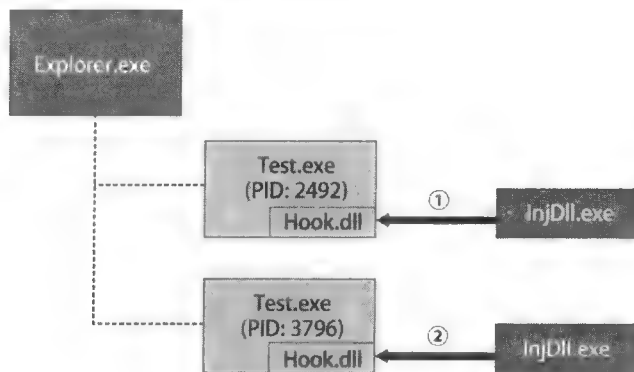 Explorer.exe
Test.exe
(PID: 2492)
Hook.dll
①
InjDll.exe
Test.exe
(PID: 3796)
Hook.dll
②
InjDll.exe